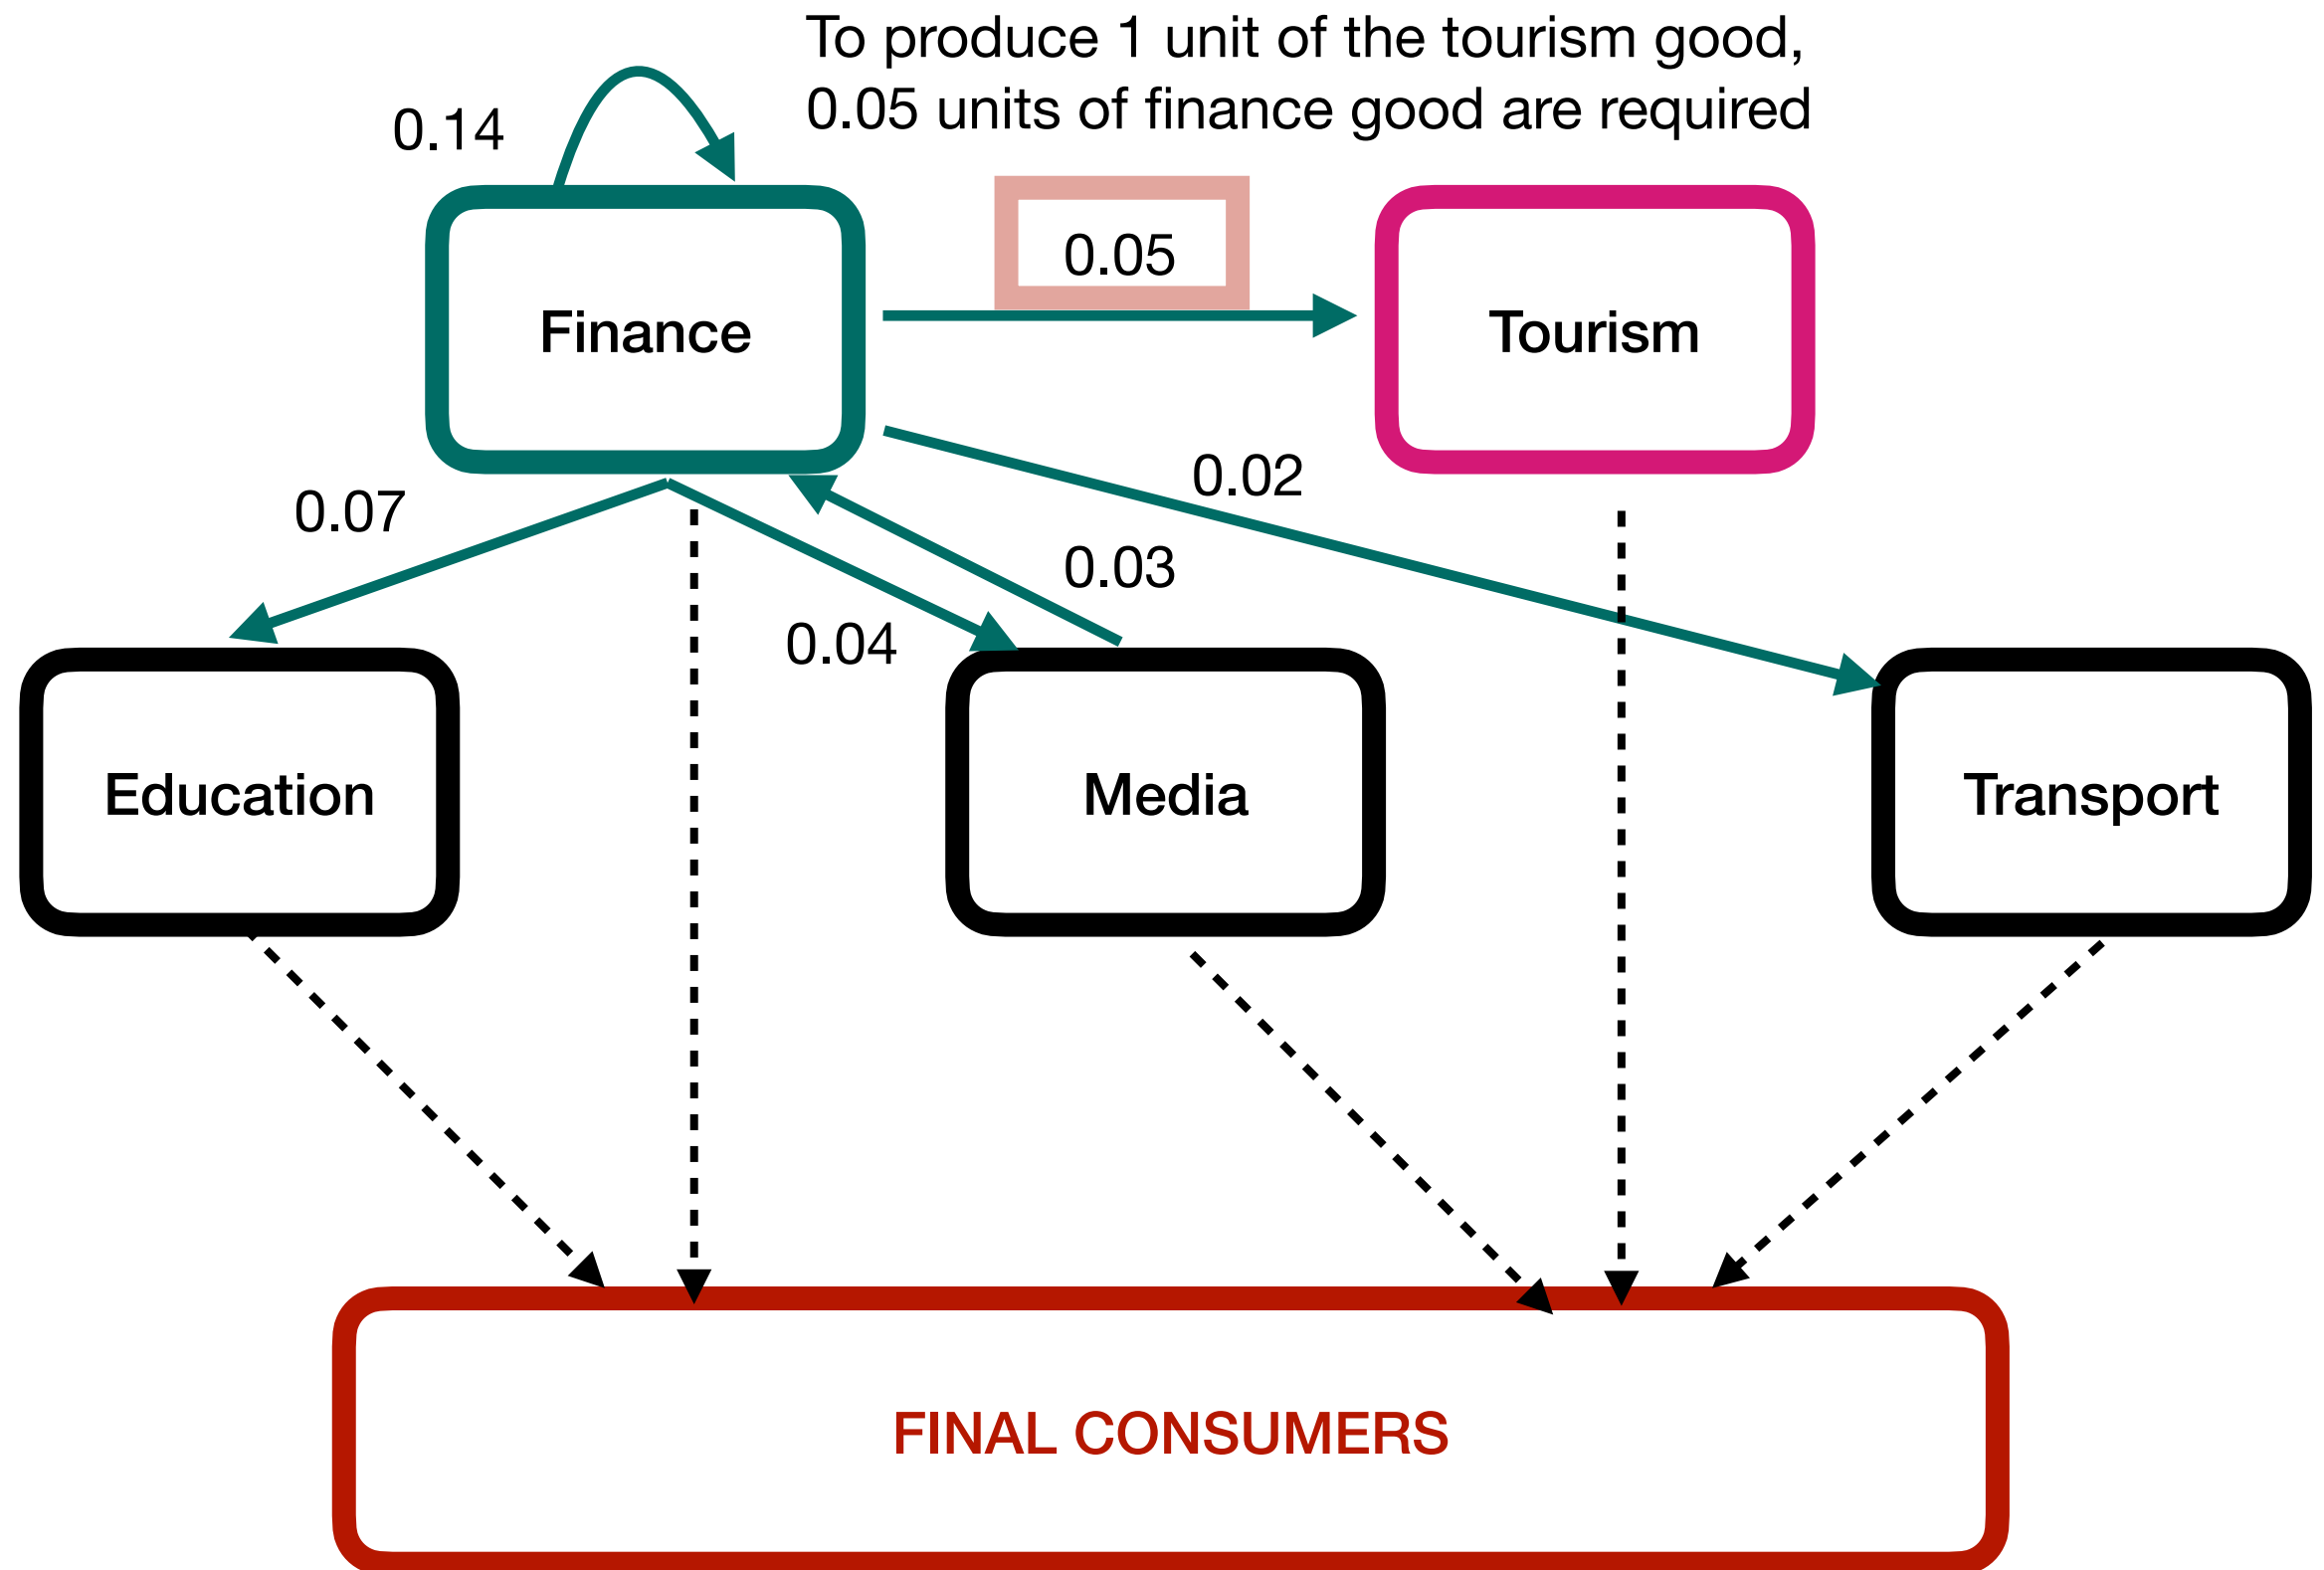 To produce 1 unit of the tourism good,
0.05 units of finance good are required
0.14
0.05
Finance
Tourism
0.02
0.07
0.03
0.04
Education
Media
Transport
FINAL CONSUMERS